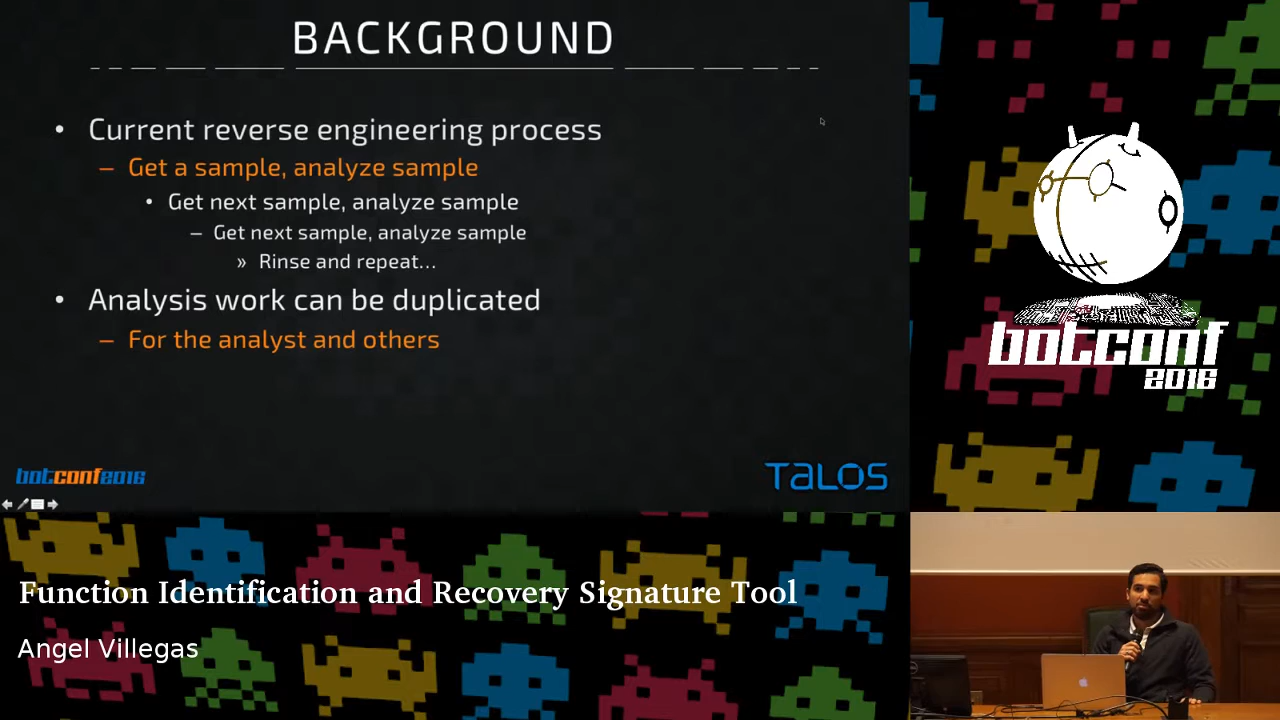 BACKGROUND
• Current reverse engineering process
– Get a sample, analyze sample
• Get next sample, analyze sample
– Get next sample, analyze sample
» Rinse and repeat...
• Analysis work can be duplicated
– For the analyst and others
botconf2016
TALOS
botconf
2016
Function Identification and Recovery Signature Tool
Angel Villegas